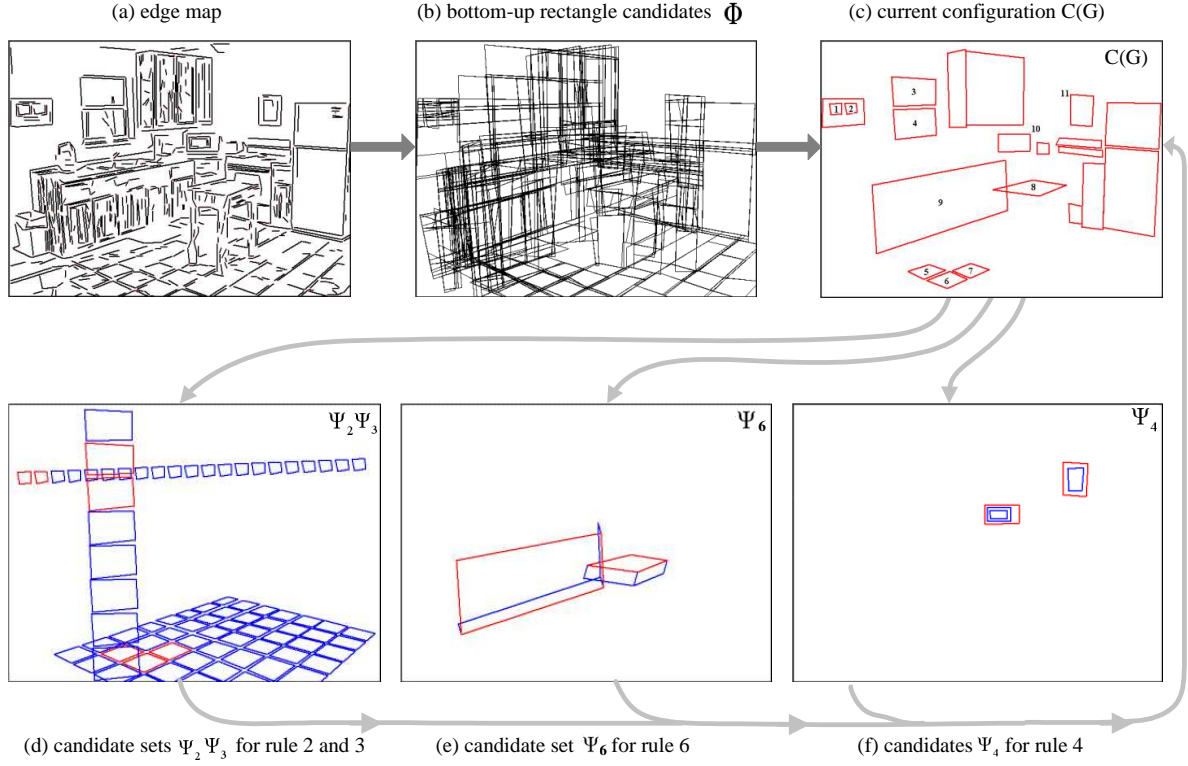 (a) edge map
(b) bottom-up rectangle candidates Φ
(c) current configuration C(G)
C(G)
1 2
3
4
11
10
8
9
5 7
6
Ψ₂Ψ₃
Ψ₆
Ψ₄
(d) candidate sets Ψ₂ Ψ₃ for rule 2 and 3
(e) candidate set Ψ₆ for rule 6
(f) candidates Ψ₄ for rule 4